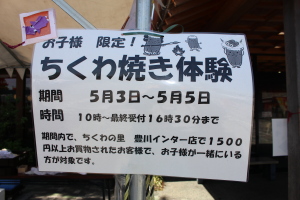 お子様 限定!
ちくわ焼き体験
期間 5月3日~5月5日
時間 10時~最終受付16時30分まで
期間内で、ちくわの里 豊川インター店で1500
円以上お買物されたお客様で、お子様が一緒にいる
方が対象です。